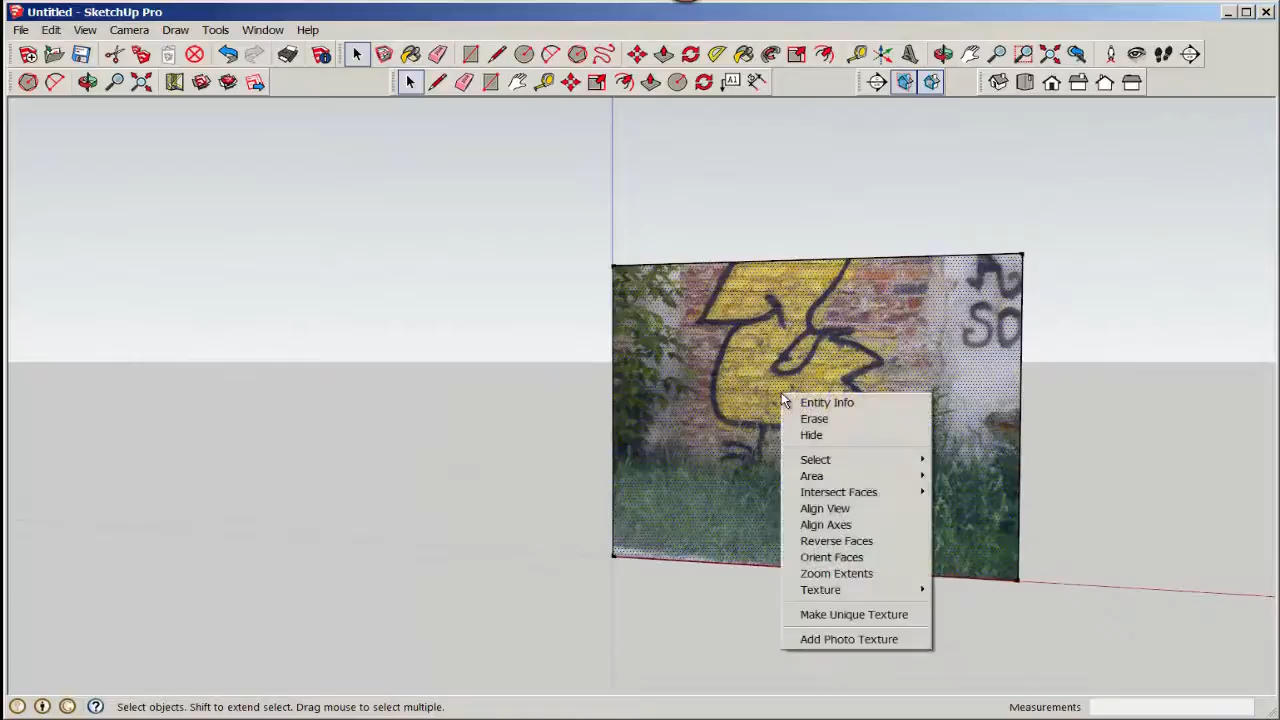 Untitled - SketchUp Pro
File Edit View Camera Draw Tools Window Help
A1
SO
Entity Info
Erase
Hide
Select
Area
Intersect Faces
Align View
Align Axes
Reverse Faces
Orient Faces
Zoom Extents
Texture
Make Unique Texture
Add Photo Texture
Select objects. Shift to extend select. Drag mouse to select multiple. Measurements